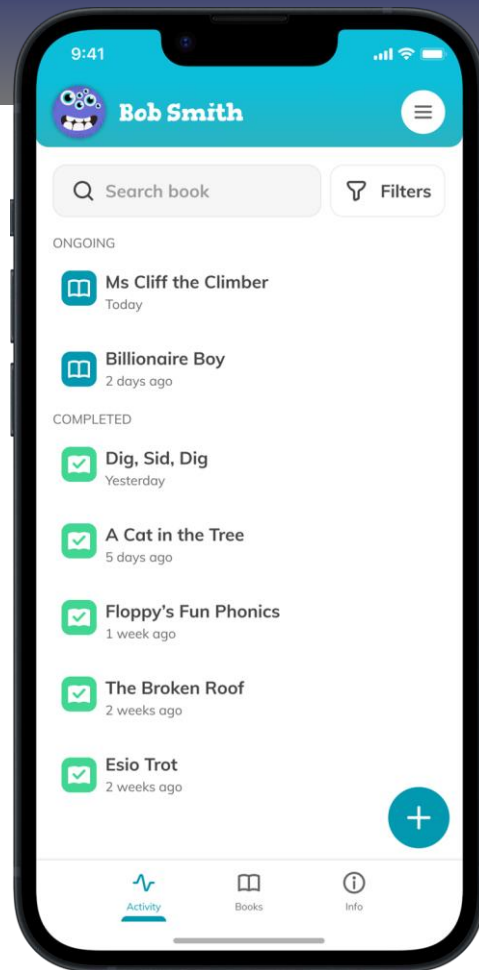 9:41
Bob Smith
Search book
Filters
ONGOING
Ms Cliff the Climber
Today
Billionaire Boy
2 days ago
COMPLETED
Dig, Sid, Dig
Yesterday
A Cat in the Tree
5 days ago
Floppy’s Fun Phonics
1 week ago
The Broken Roof
2 weeks ago
Esio Trot
2 weeks ago
Activity Books Info